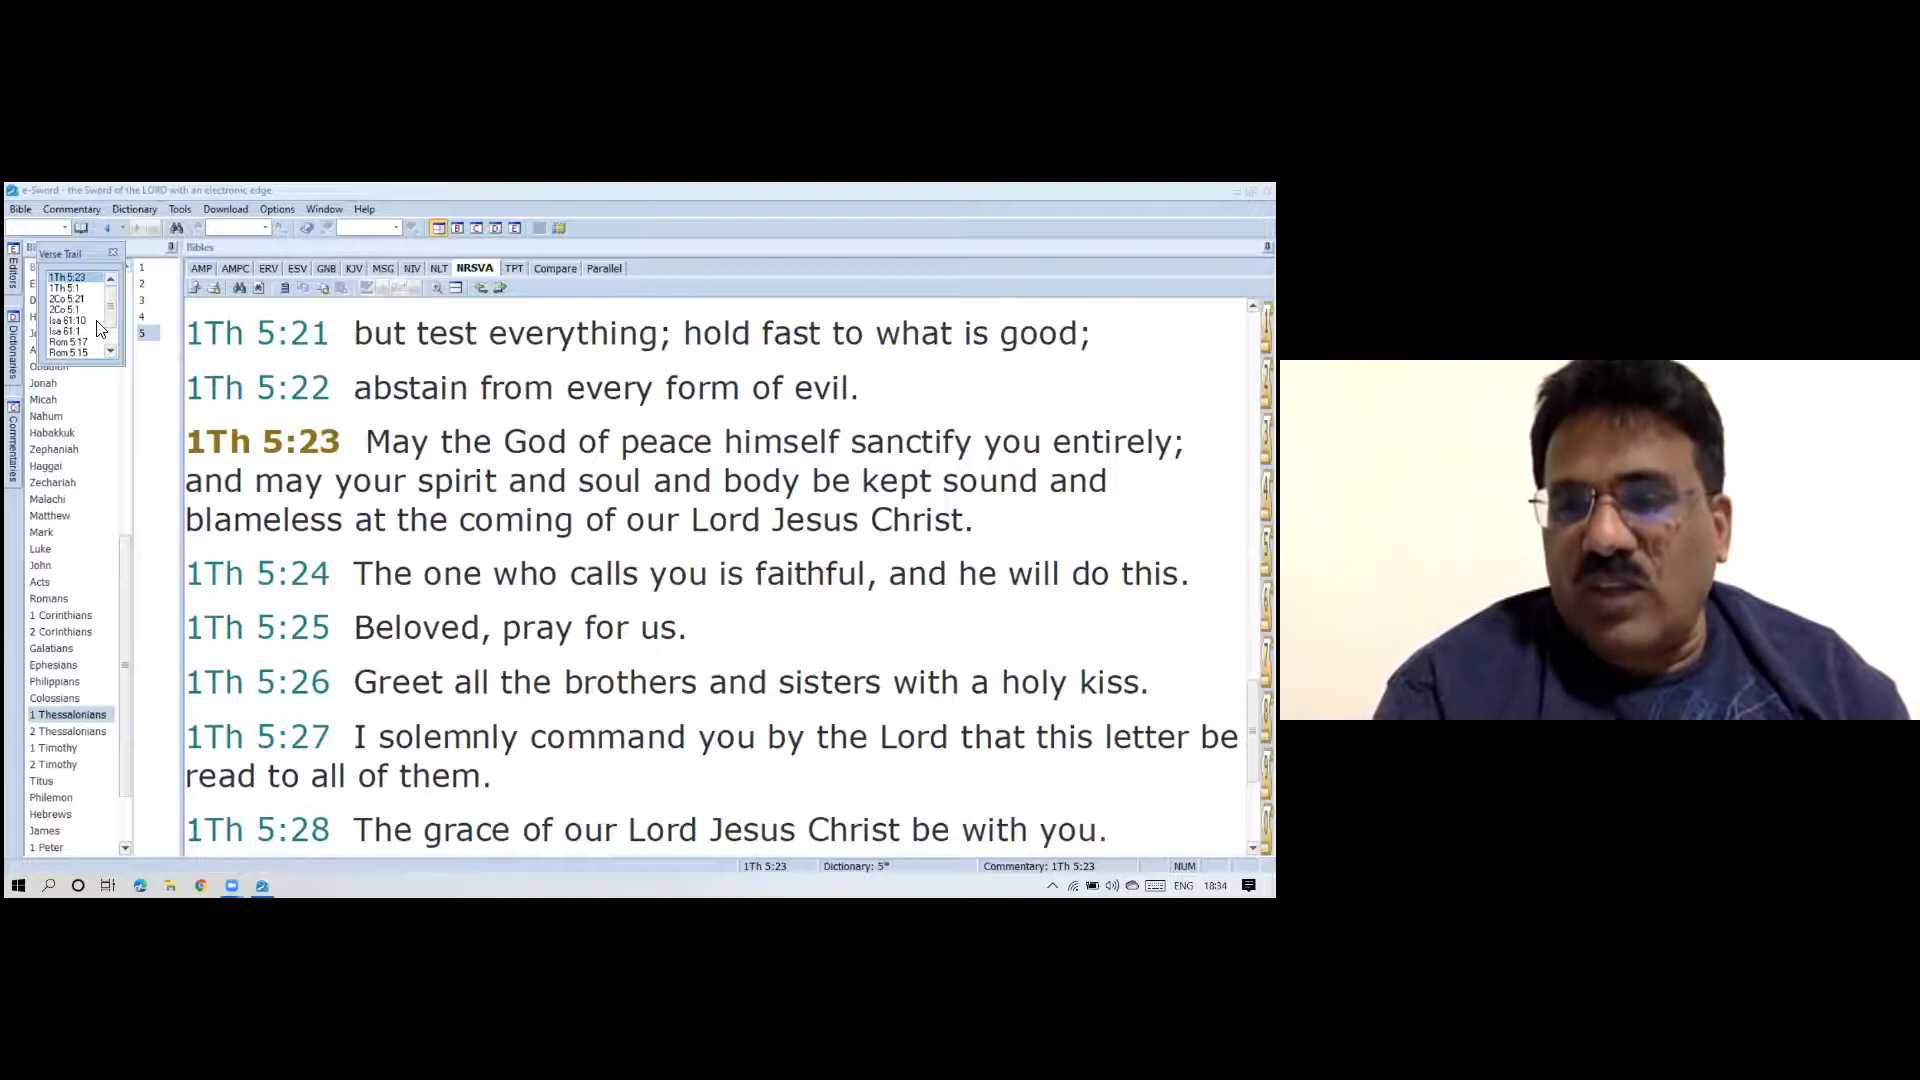 e-Sword - the Sword of the LORD with an electronic edge
Bible Commentary Dictionary Tools Download Options Window Help
Bibles
Verse Trail
1Th 5:23
1Th 5:1
2Co 5:21
2Co 5:1
Isa 61:10
Isa 61:1
Rom 5:17
Rom 5:15
Editors
Dictionaries
Commentaries
Obadiah
Jonah
Micah
Nahum
Habakkuk
Zephaniah
Haggai
Zechariah
Malachi
Matthew
Mark
Luke
John
Acts
Romans
1 Corinthians
2 Corinthians
Galatians
Ephesians
Philippians
Colossians
1 Thessalonians
2 Thessalonians
1 Timothy
2 Timothy
Titus
Philemon
Hebrews
James
1 Peter
1
2
3
4
5
AMP AMPC ERV ESV GNB KJV MSG NIV NLT NRSVA TPT Compare Parallel
1Th 5:21 but test everything; hold fast to what is good;
1Th 5:22 abstain from every form of evil.
1Th 5:23 May the God of peace himself sanctify you entirely;
and may your spirit and soul and body be kept sound and
blameless at the coming of our Lord Jesus Christ.
1Th 5:24 The one who calls you is faithful, and he will do this.
1Th 5:25 Beloved, pray for us.
1Th 5:26 Greet all the brothers and sisters with a holy kiss.
1Th 5:27 I solemnly command you by the Lord that this letter be
read to all of them.
1Th 5:28 The grace of our Lord Jesus Christ be with you.
1Th 5:23 Dictionary: 5* Commentary: 1Th 5:23 NUM
ENG 18:34